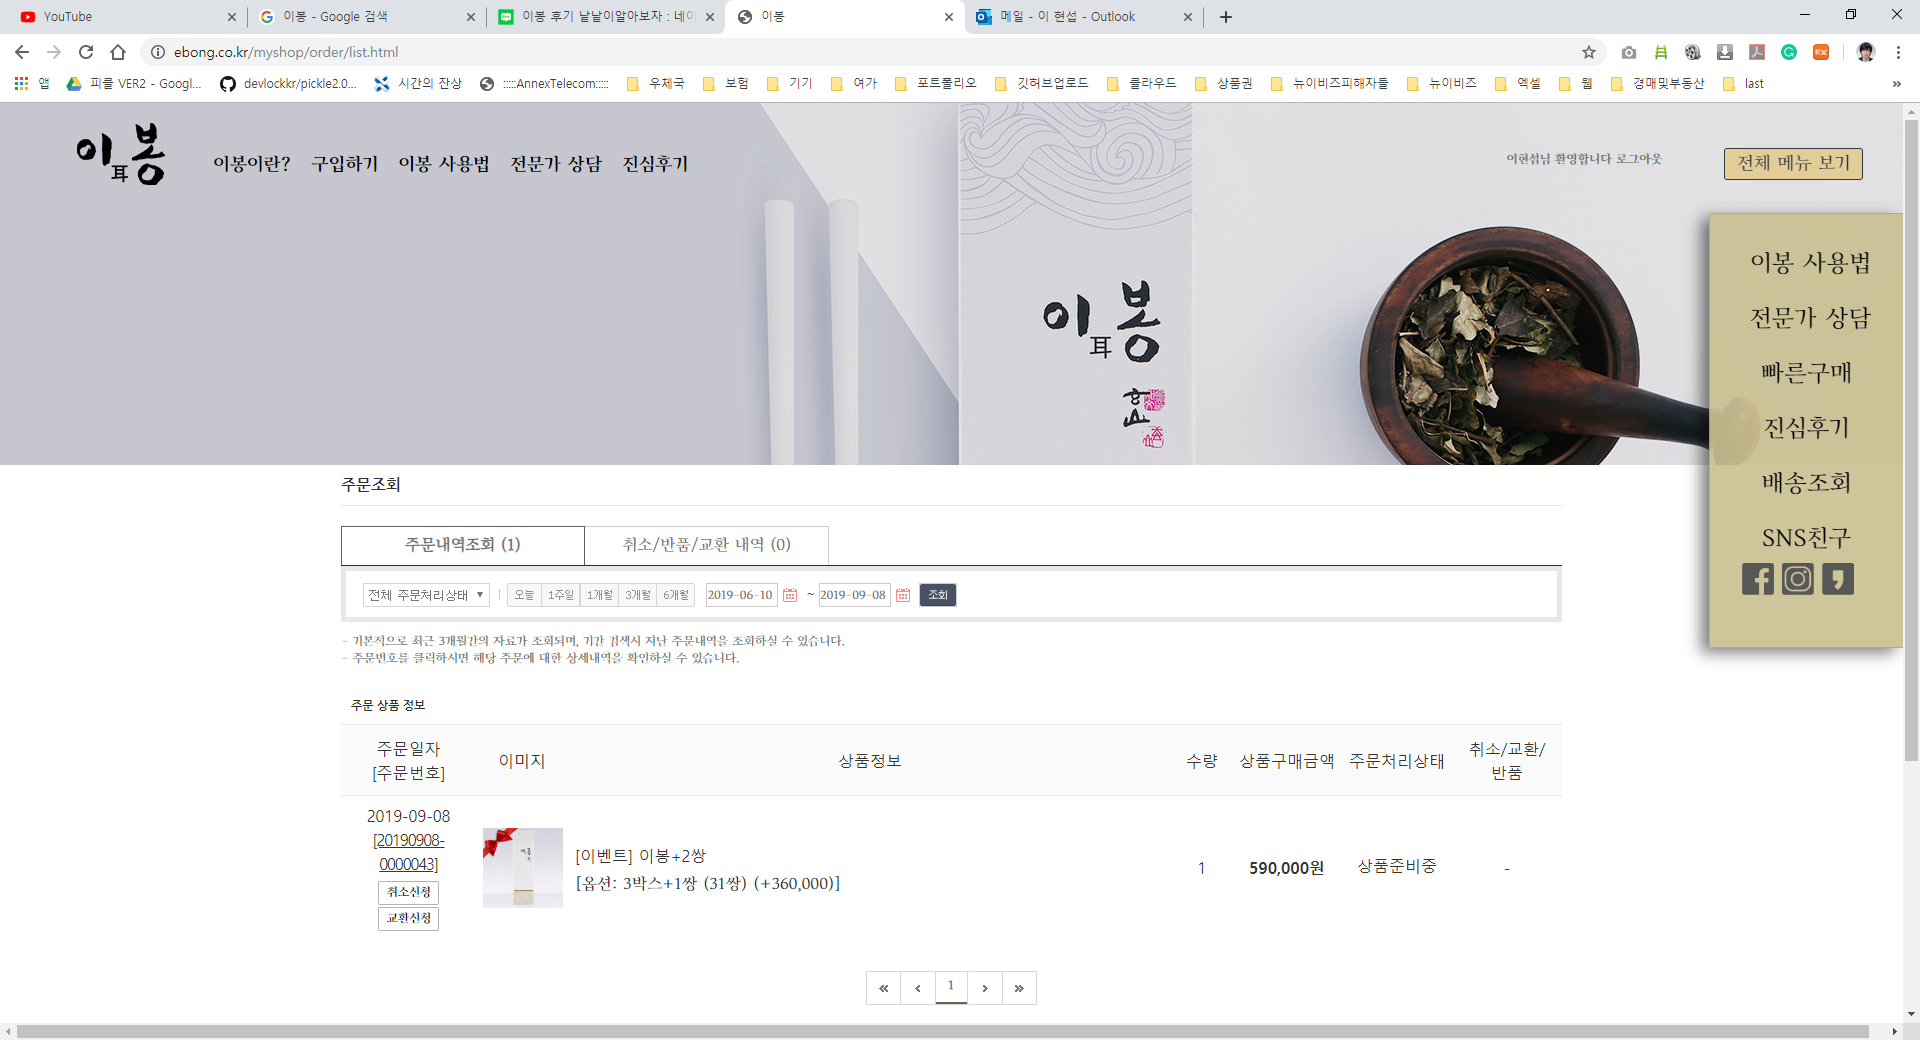 YouTube
이봉 - Google 검색
이봉 후기 낱낱이알아보자 : 네이
이봉
메일 - 이 현섭 - Outlook
ebong.co.kr/myshop/order/list.html
앱
피클 VER2 - Googl...
devlockkr/pickle2.0...
시간의 잔상
:::::AnnexTelecom:::::
우체국
보험
기기
여가
포트폴리오
깃허브업로드
클라우드
상품권
뉴이비즈피해자들
뉴이비즈
엑셀
웹
경매및부동산
last
이봉
耳
이봉이란?
구입하기
이봉 사용법
전문가 상담
진심후기
이현섭님 환영합니다 로그아웃
전체 메뉴 보기
이봉
耳
이봉 사용법
전문가 상담
빠른구매
진심후기
배송조회
SNS친구
주문조회
주문내역조회 (1)
취소/반품/교환 내역 (0)
전체 주문처리상태
오늘
1주일
1개월
3개월
6개월
2019-06-10
~
2019-09-08
조회
- 기본적으로 최근 3개월간의 자료가 조회되며, 기간 검색시 지난 주문내역을 조회하실 수 있습니다.
- 주문번호를 클릭하시면 해당 주문에 대한 상세내역을 확인하실 수 있습니다.
주문 상품 정보
주문일자
[주문번호]
이미지
상품정보
수량
상품구매금액
주문처리상태
취소/교환/
반품
2019-09-08
[20190908-
0000043]
취소신청
교환신청
[이벤트] 이봉+2쌍
[옵션: 3박스+1쌍 (31쌍) (+360,000)]
1
590,000원
상품준비중
-
1